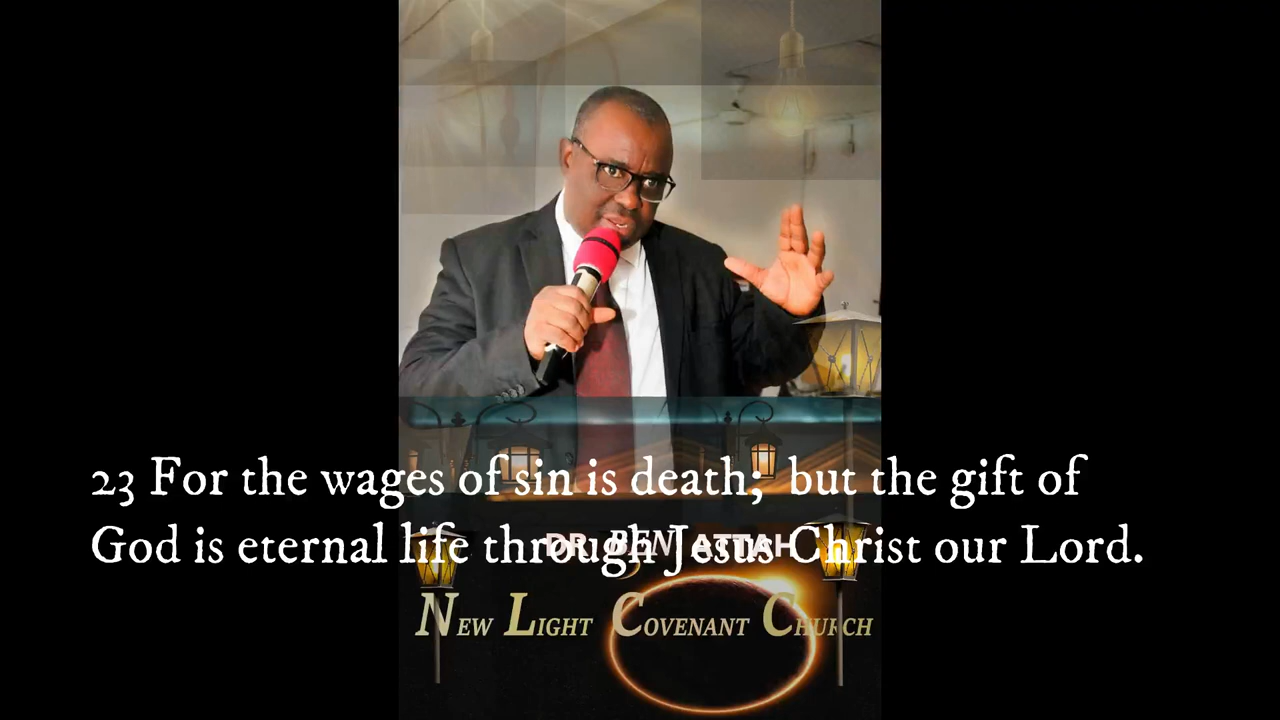 23 For the wages of sin is death;  but the gift of
God is eternal life through Jesus Christ our Lord.
DR. BEN ATTIAH
New Light Covenant Church